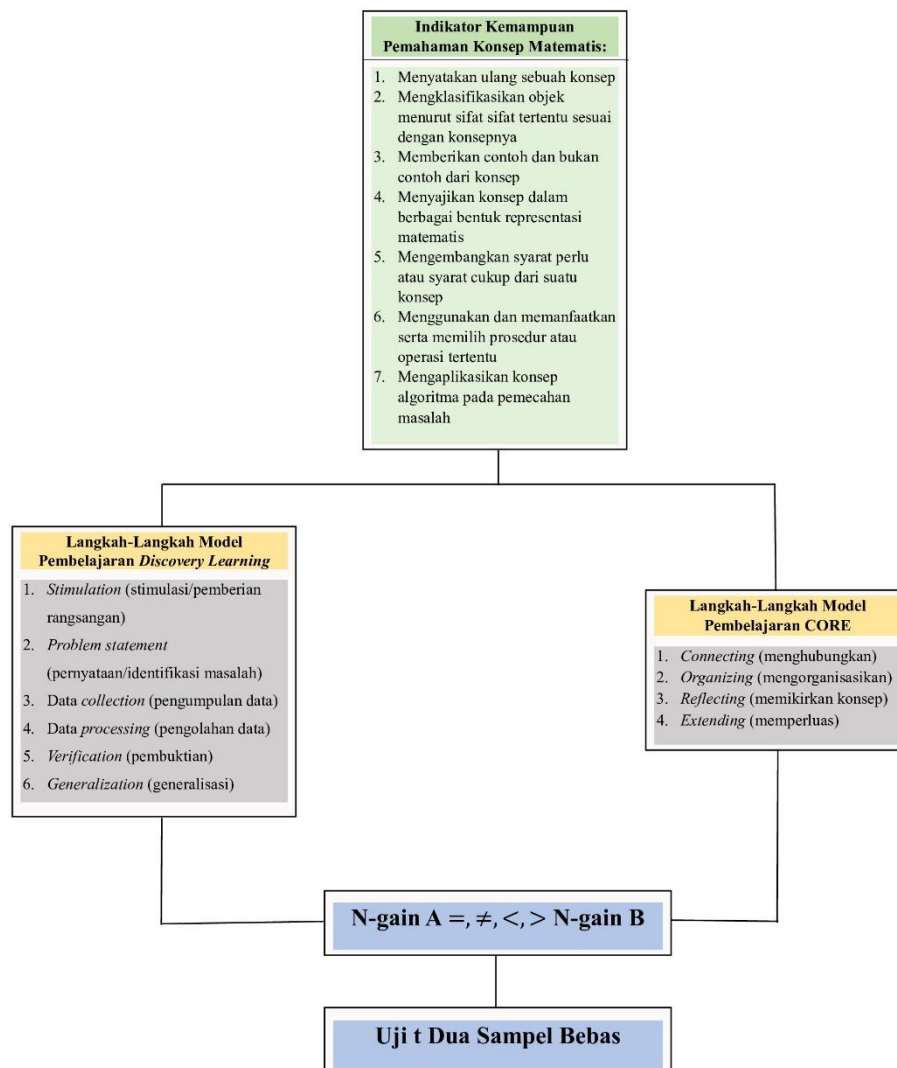 Indikator Kemampuan
Pemahaman Konsep Matematis:
1. Menyatakan ulang sebuah konsep
2. Mengklasifikasikan objek
menurut sifat sifat tertentu sesuai
dengan konsepnya
3. Memberikan contoh dan bukan
contoh dari konsep
4. Menyajikan konsep dalam
berbagai bentuk representasi
matematis
5. Mengembangkan syarat perlu
atau syarat cukup dari suatu
konsep
6. Menggunakan dan memanfaatkan
serta memilih prosedur atau
operasi tertentu
7. Mengaplikasikan konsep
algoritma pada pemecahan
masalah
Langkah-Langkah Model
Pembelajaran Discovery Learning
1. Stimulation (stimulasi/pemberian
rangsangan)
2. Problem statement
(pernyataan/identifikasi masalah)
3. Data collection (pengumpulan data)
4. Data processing (pengolahan data)
5. Verification (pembuktian)
6. Generalization (generalisasi)
Langkah-Langkah Model
Pembelajaran CORE
1. Connecting (menghubungkan)
2. Organizing (mengorganisasikan)
3. Reflecting (memikirkan konsep)
4. Extending (memperluas)
N-gain A =, ≠, <, > N-gain B
Uji t Dua Sampel Bebas